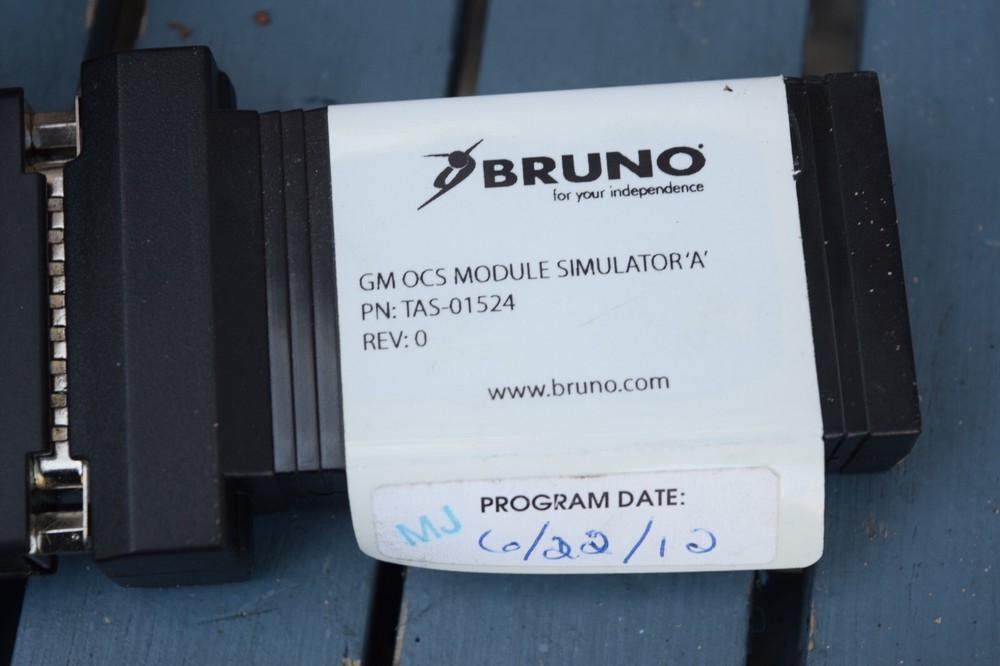 BRUNO
for your independence
GM OCS MODULE SIMULATOR 'A'
PN: TAS-01524
REV: 0
www.bruno.com
PROGRAM DATE:
MJ
6/22/10